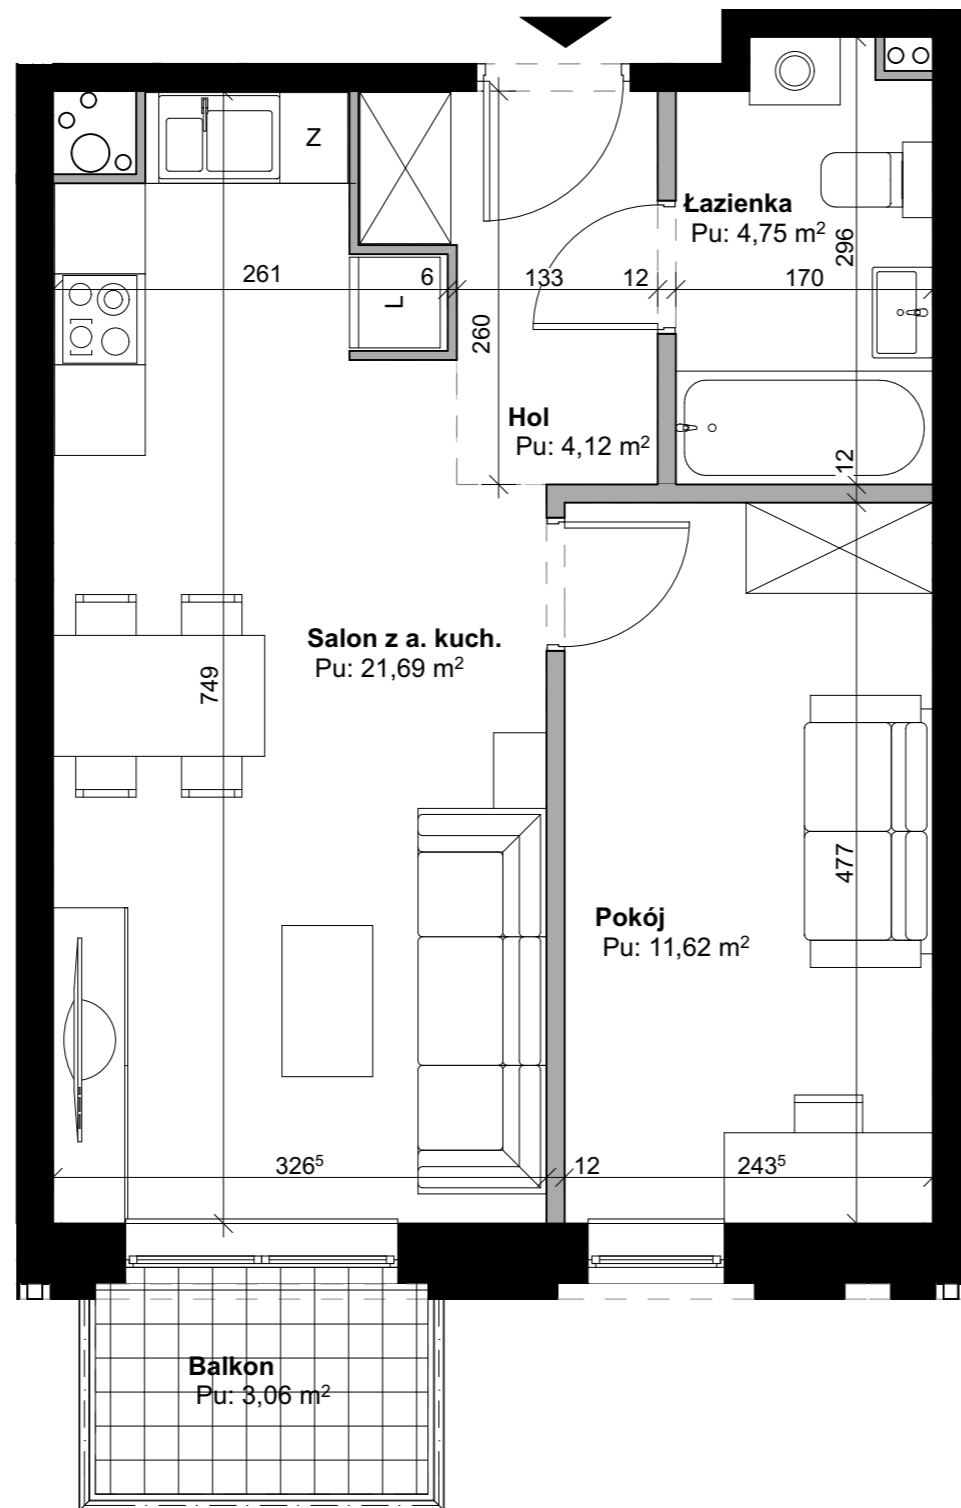 Z
Łazienka
Pu: 4,75 m²
296
261
6
133
12
170
L
260
Hol
Pu: 4,12 m²
12
Salon z a. kuch.
Pu: 21,69 m²
749
477
Pokój
Pu: 11,62 m²
326⁵
12
243⁵
Balkon
Pu: 3,06 m²